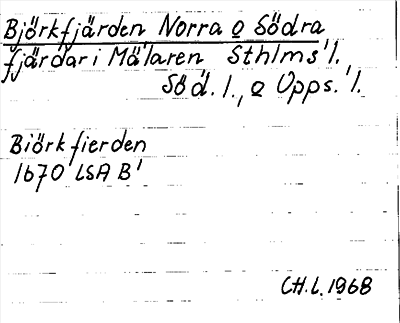 Björkfjärden Norra o Södra
fjärdar i Mälaren Sthlms l.
Söd. l., o Upps. l.
Biörkfierden
1670 LSA B'
C.H.L. 1968